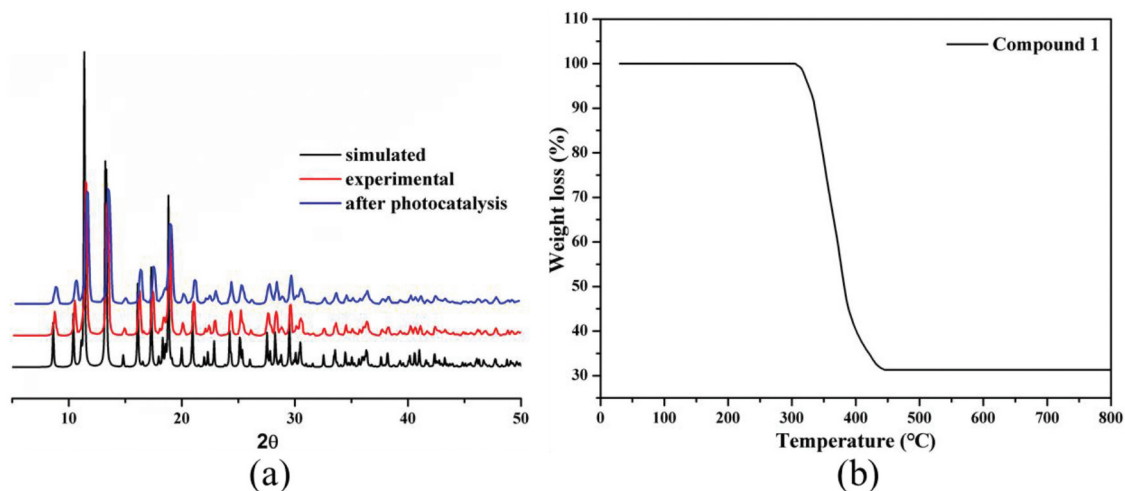 simulated
experimental
after photocatalysis
10
20
30
40
50
2θ
(a)
110
100
90
80
70
60
50
40
30
Weight loss (%)
Compound 1
0
100
200
300
400
500
600
700
800
Temperature (℃)
(b)